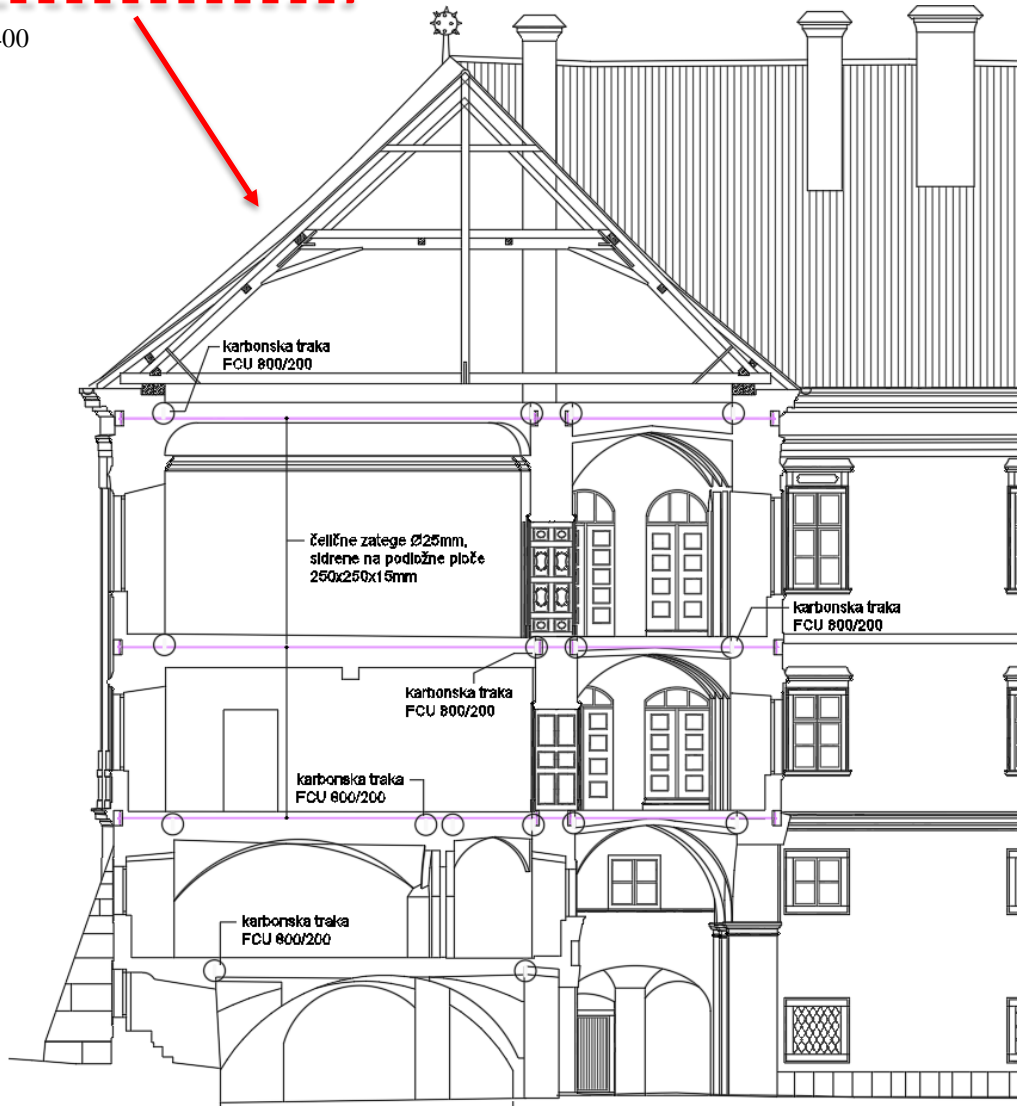 400
karbonska traka
FCU 800/200
čelične zatege Ø25mm,
sidrene na podložne ploče
250x250x15mm
karbonska traka
FCU 800/200
karbonska traka
FCU 800/200
karbonska traka
FCU 800/200
karbonska traka
FCU 800/200